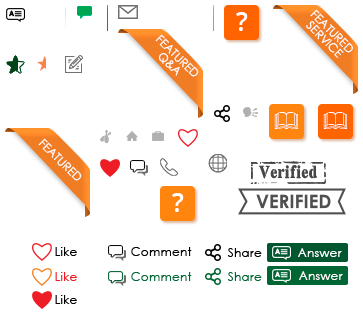 A
?
FEATURED
SERVICE
FEATURED
Q&A
FEATURED
Verified
?
VERIFIED
Like
Comment
Share
A Answer
Like
Comment
Share
A Answer
Like